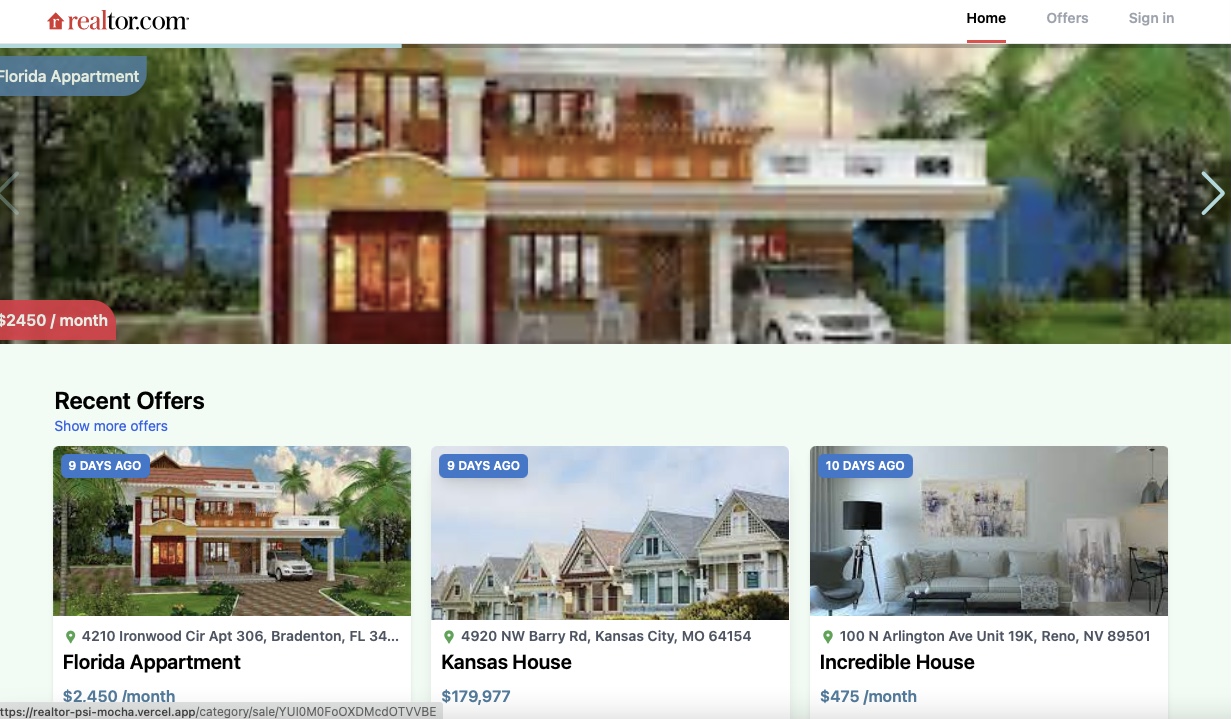 realtor.com
Home
Offers
Sign in
Florida Appartment
$2450 / month
Recent Offers
Show more offers
9 DAYS AGO
9 DAYS AGO
10 DAYS AGO
4210 Ironwood Cir Apt 306, Bradenton, FL 34...
4920 NW Barry Rd, Kansas City, MO 64154
100 N Arlington Ave Unit 19K, Reno, NV 89501
Florida Appartment
Kansas House
Incredible House
$2,450 /month
$179,977
$475 /month
ttps://realtor-psi-mocha.vercel.app/category/sale/YUI0M0FoOXDMcdOTVVBE